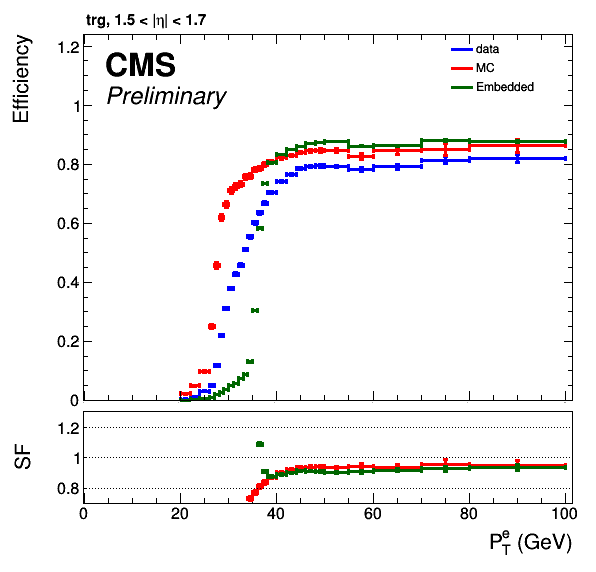 trg, 1.5 < |η| < 1.7
Efficiency
CMS
Preliminary
data
MC
Embedded
1.2
1
0.8
0.6
0.4
0.2
0
SF
1.2
1
0.8
0 20 40 60 80 100
P_T^e (GeV)